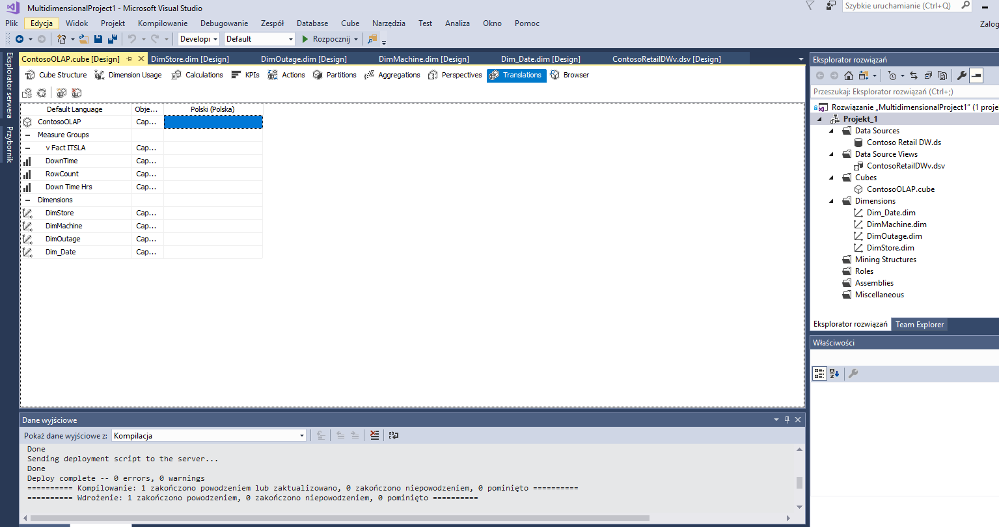 MultidimensionalProject1 - Microsoft Visual Studio
Szybkie uruchamianie (Ctrl+Q)
Plik Edycja Widok Projekt Kompilowanie Debugowanie Zespół Database Cube Narzędzia Test Analiza Okno Pomoc
Zalog
Developı Default Rozpocznij
Eksplorator serwera
Przybornik
ContosoOLAP.cube [Design] DimStore.dim [Design] DimOutage.dim [Design] DimMachine.dim [Design] Dim_Date.dim [Design] ContosoRetailDWv.dsv [Design]
Cube Structure Dimension Usage Calculations KPIs Actions Partitions Aggregations Perspectives Translations Browser
Default Language Obje... Polski (Polska)
ContosoOLAP Cap...
Measure Groups
v Fact ITSLA Cap...
DownTime Cap...
RowCount Cap...
Down Time Hrs Cap...
Dimensions
DimStore Cap...
DimMachine Cap...
DimOutage Cap...
Dim_Date Cap...
Eksplorator rozwiązań
Przeszukaj: Eksplorator rozwiązań (Ctrl+;)
Rozwiązanie „MultidimensionalProject1” (1 proje
Projekt_1
Data Sources
Contoso Retail DW.ds
Data Source Views
ContosoRetailDWv.dsv
Cubes
ContosoOLAP.cube
Dimensions
Dim_Date.dim
DimMachine.dim
DimOutage.dim
DimStore.dim
Mining Structures
Roles
Assemblies
Miscellaneous
Eksplorator rozwiązań Team Explorer
Właściwości
Dane wyjściowe
Pokaż dane wyjściowe z: Kompilacja
Done
Sending deployment script to the server...
Done
Deploy complete -- 0 errors, 0 warnings
========== Kompilowanie: 1 zakończono powodzeniem lub zaktualizowano, 0 zakończono niepowodzeniem, 0 pominięto ==========
========== Wdrożenie: 1 zakończono powodzeniem, 0 zakończono niepowodzeniem, 0 pominięto ==========